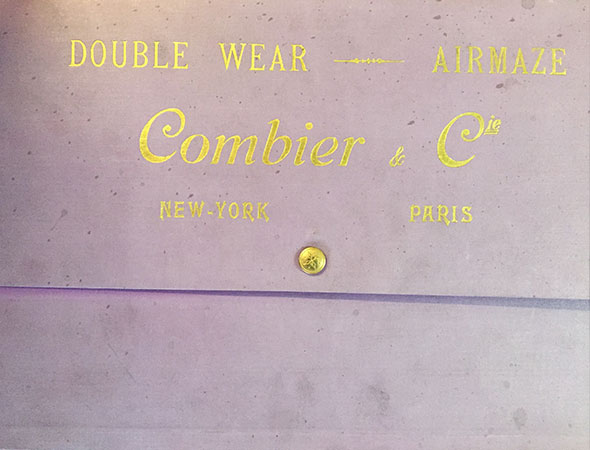 DOUBLE WEAR AIRMAZE
Combier & Cie
NEW-YORK PARIS